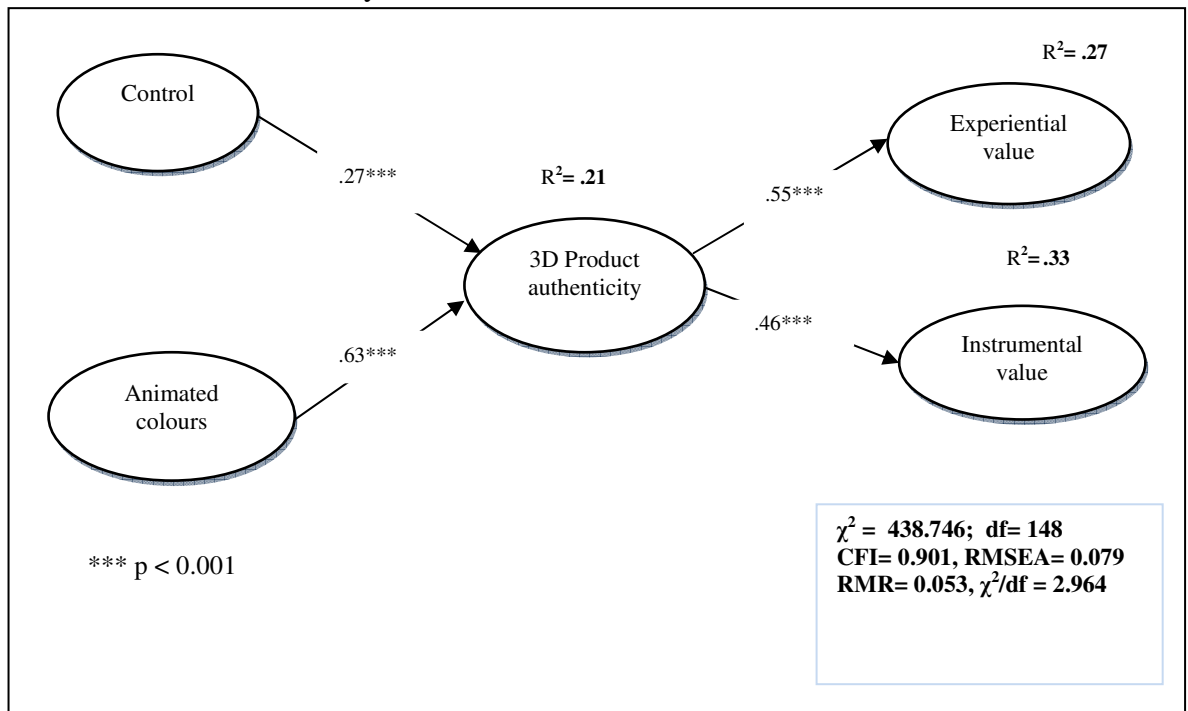 R²= .27
Control
Experiential
value
.27***
R²= .21
.55***
3D Product
authenticity
R²= .33
.46***
.63***
Instrumental
value
Animated
colours
*** p < 0.001
χ² = 438.746; df= 148
CFI= 0.901, RMSEA= 0.079
RMR= 0.053, χ²/df = 2.964